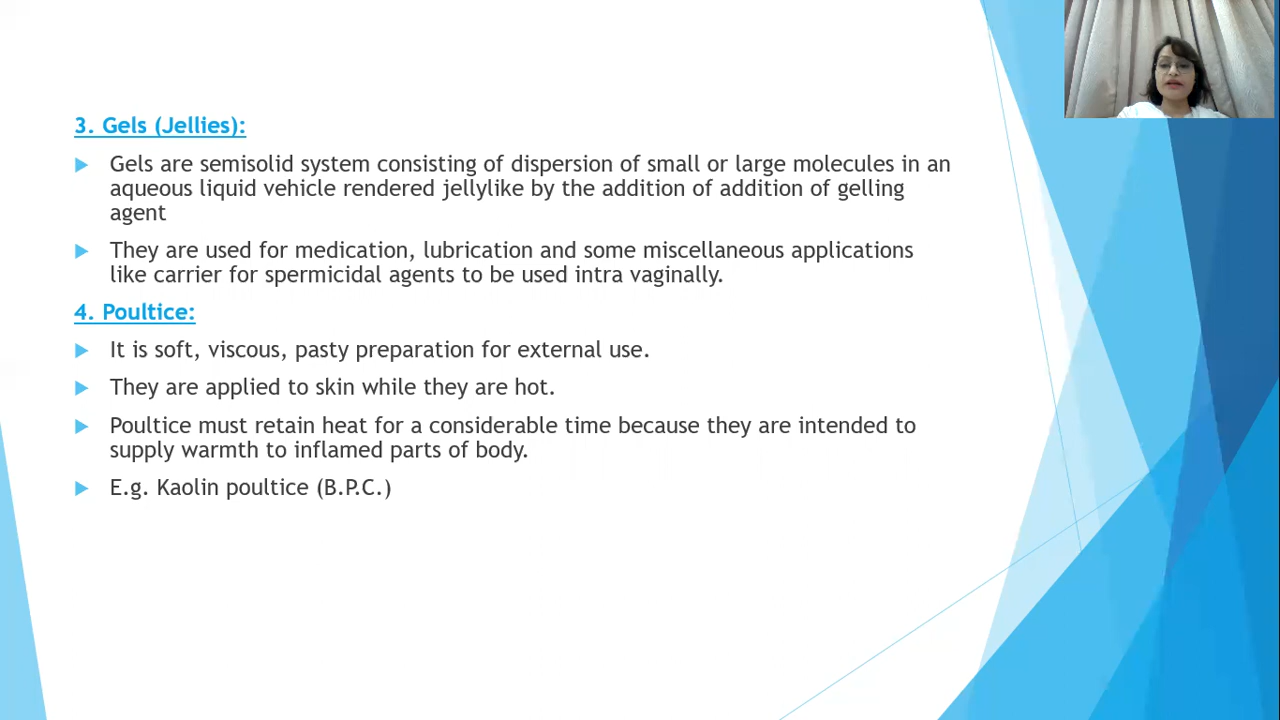 3. Gels (Jellies):
Gels are semisolid system consisting of dispersion of small or large molecules in an
aqueous liquid vehicle rendered jellylike by the addition of addition of gelling
agent
They are used for medication, lubrication and some miscellaneous applications
like carrier for spermicidal agents to be used intra vaginally.
4. Poultice:
It is soft, viscous, pasty preparation for external use.
They are applied to skin while they are hot.
Poultice must retain heat for a considerable time because they are intended to
supply warmth to inflamed parts of body.
E.g. Kaolin poultice (B.P.C.)